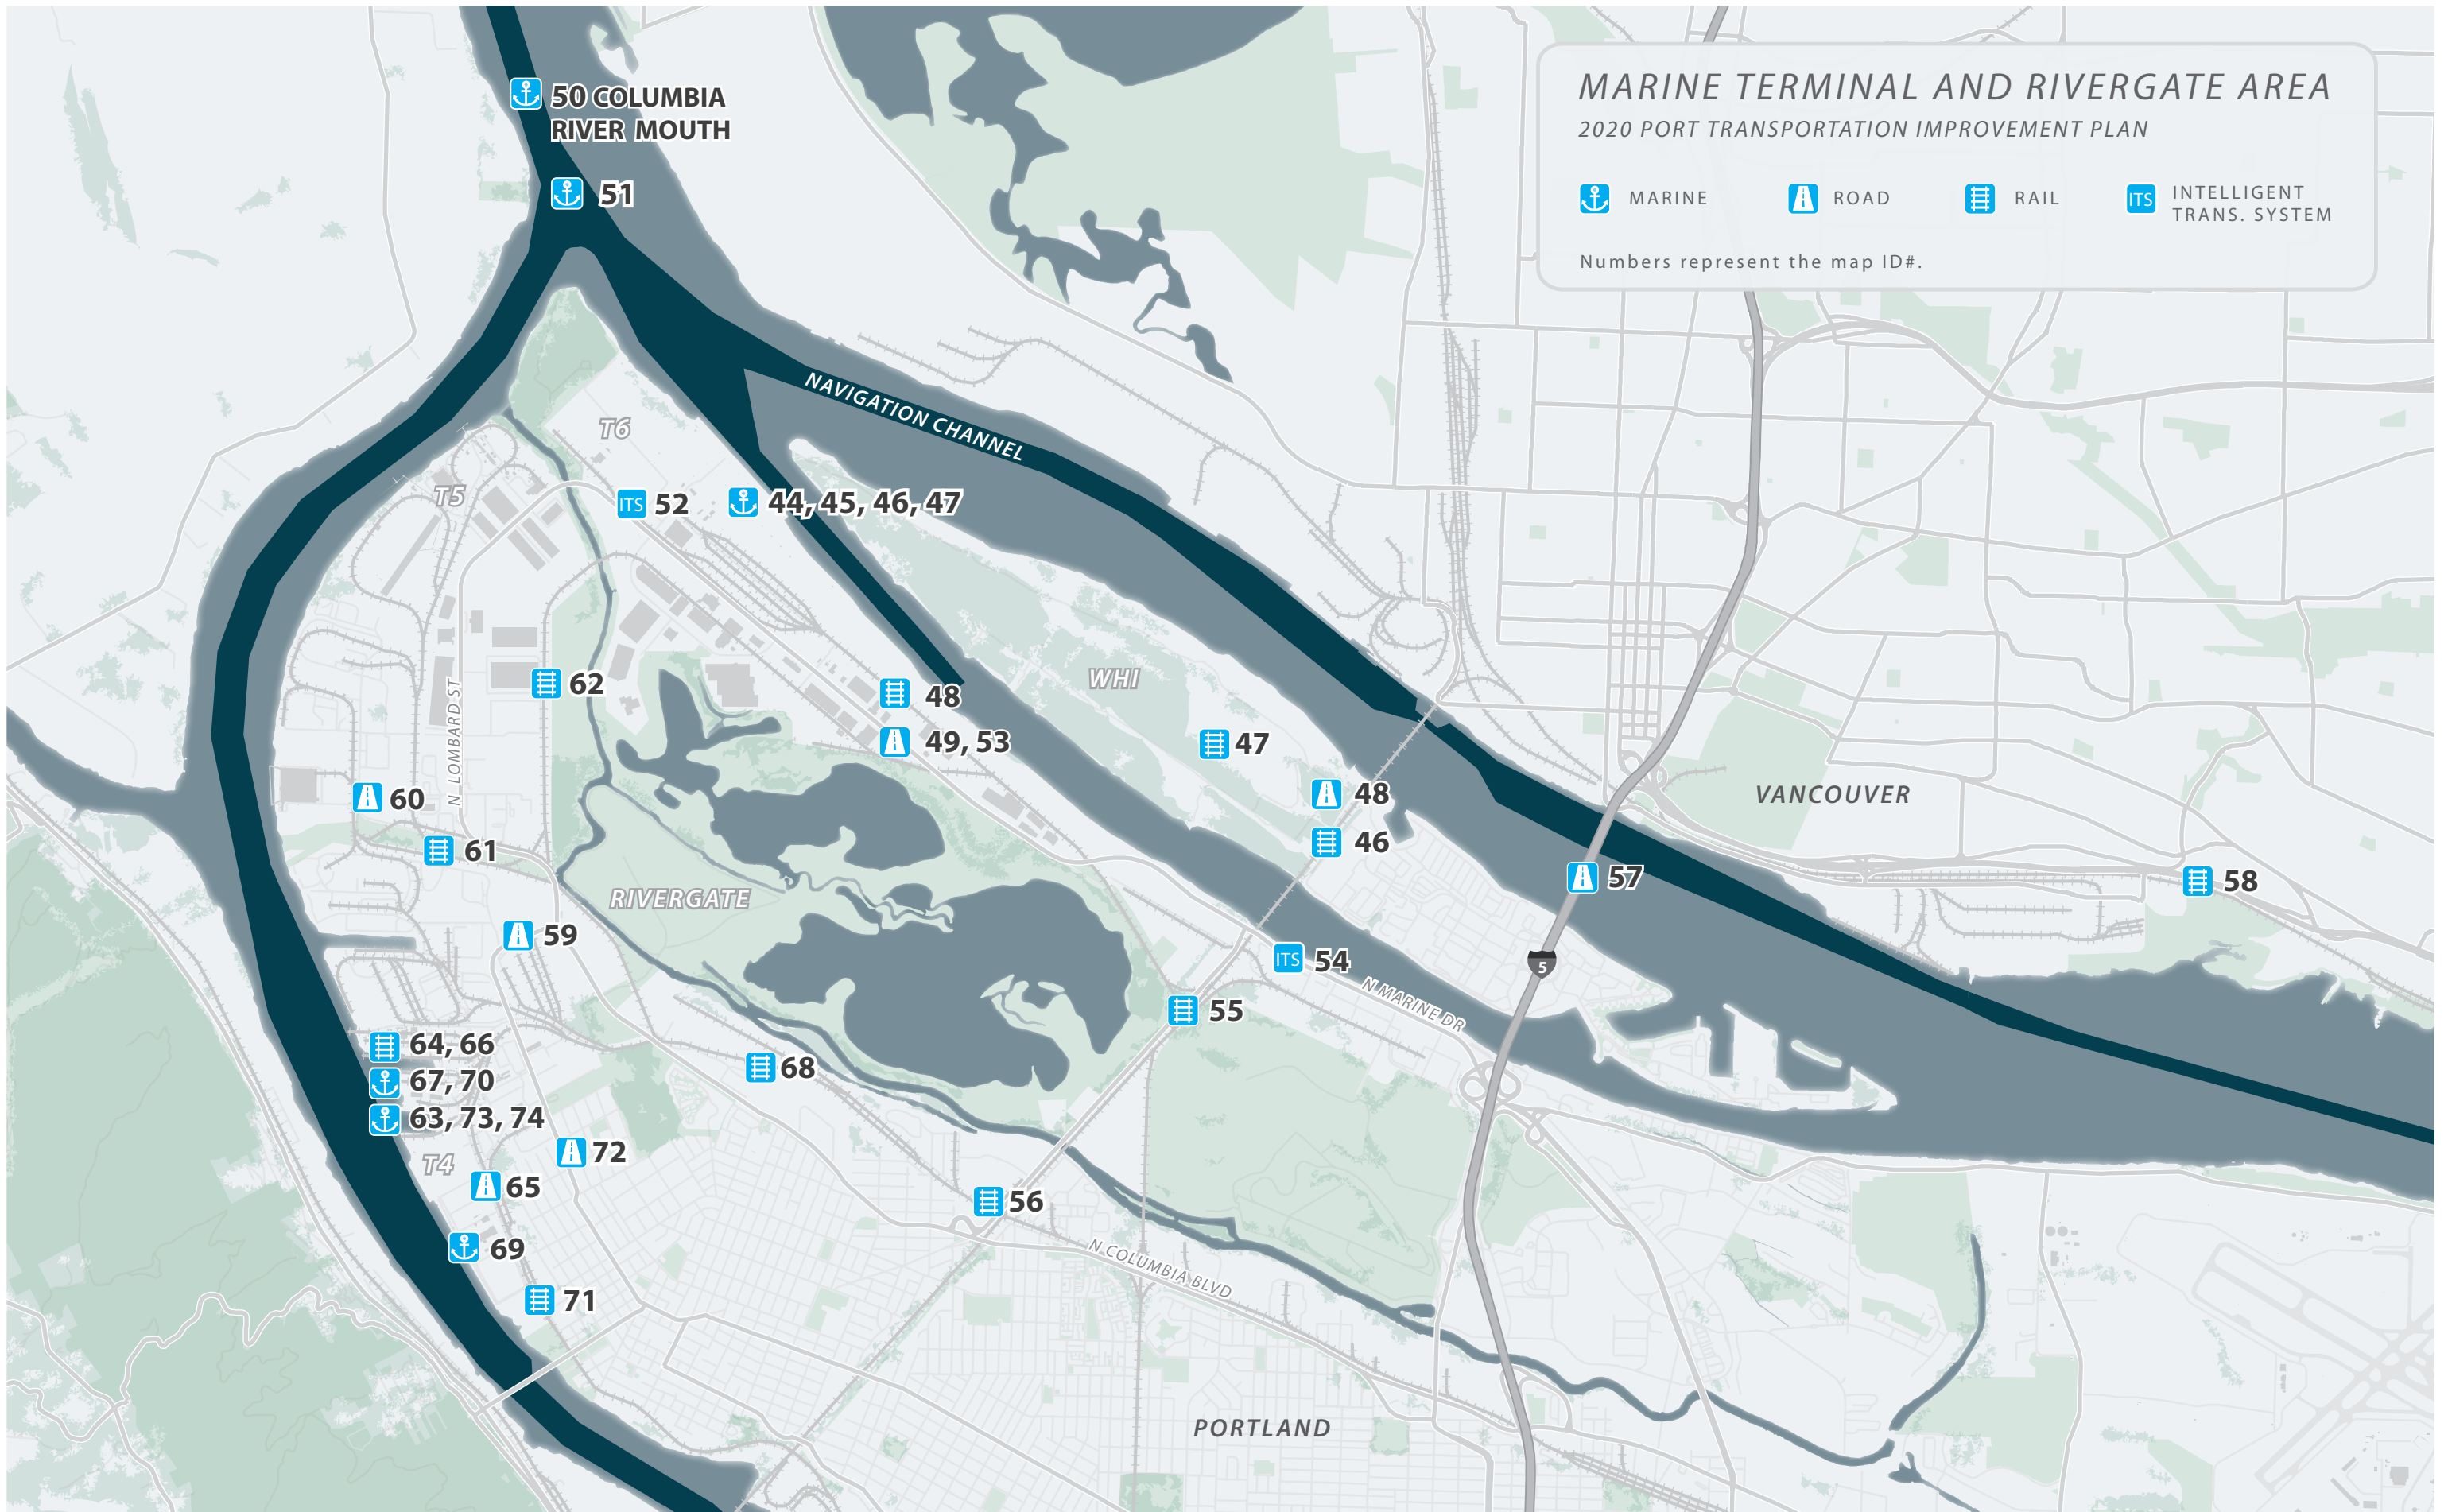 MARINE TERMINAL AND RIVERGATE AREA
2020 PORT TRANSPORTATION IMPROVEMENT PLAN
MARINE
ROAD
RAIL
ITS
INTELLIGENT
TRANS. SYSTEM
Numbers represent the map ID#.
50 COLUMBIA
RIVER MOUTH
51
NAVIGATION CHANNEL
T6
T5
ITS 52
44, 45, 46, 47
62
N LOMBARD ST
48
49, 53
WHI
47
48
46
VANCOUVER
60
61
57
58
RIVERGATE
59
ITS 54
5
N MARINE DR
55
64, 66
67, 70
63, 73, 74
68
72
T4
65
56
69
N COLUMBIA BLVD
71
PORTLAND